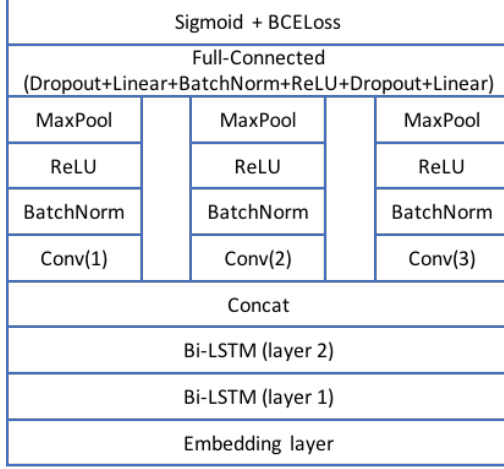 Sigmoid + BCELoss
Full-Connected
(Dropout+Linear+BatchNorm+ReLU+Dropout+Linear)
MaxPool MaxPool MaxPool
ReLU ReLU ReLU
BatchNorm BatchNorm BatchNorm
Conv(1) Conv(2) Conv(3)
Concat
Bi-LSTM (layer 2)
Bi-LSTM (layer 1)
Embedding layer